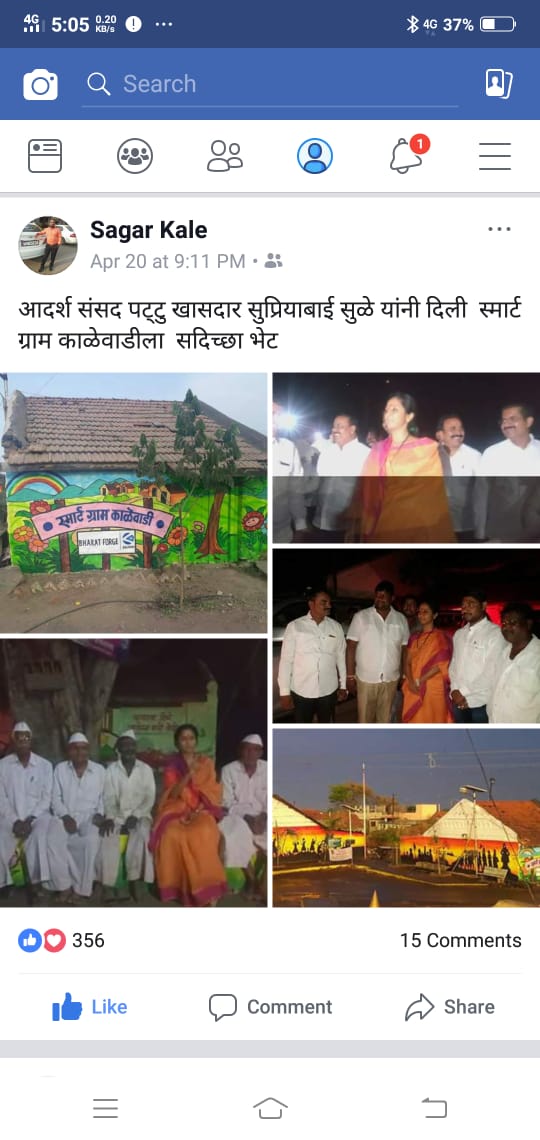 4G 5:05 0.20 KB/s ... 4G 37%
Search
1
Sagar Kale
Apr 20 at 9:11 PM
आदर्श संसद पट्टु खासदार सुप्रियाबाई सुळे यांनी दिली स्मार्ट
ग्राम काळेवाडीला सदिच्छा भेट
स्मार्ट ग्राम काळेवाडी
BHARAT FORGE
356 15 Comments
Like Comment Share